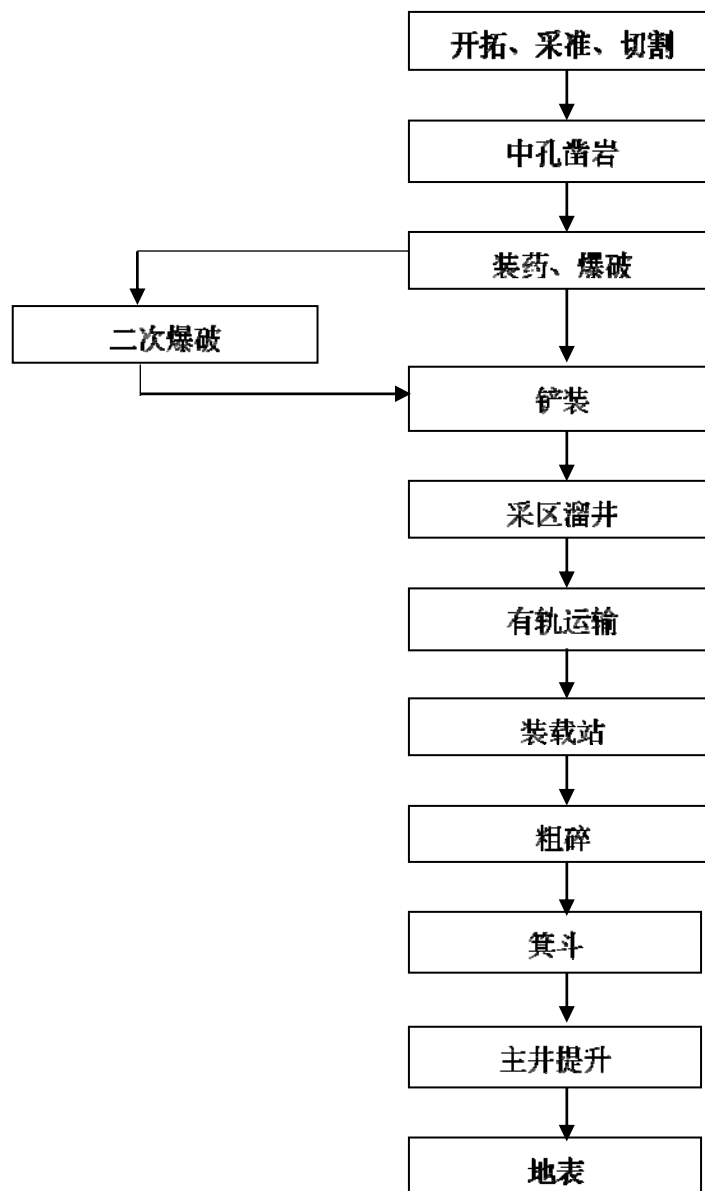 开拓、采准、切割
中孔凿岩
装药、爆破
二次爆破
铲装
采区溜井
有轨运输
装载站
粗碎
箕斗
主井提升
地表